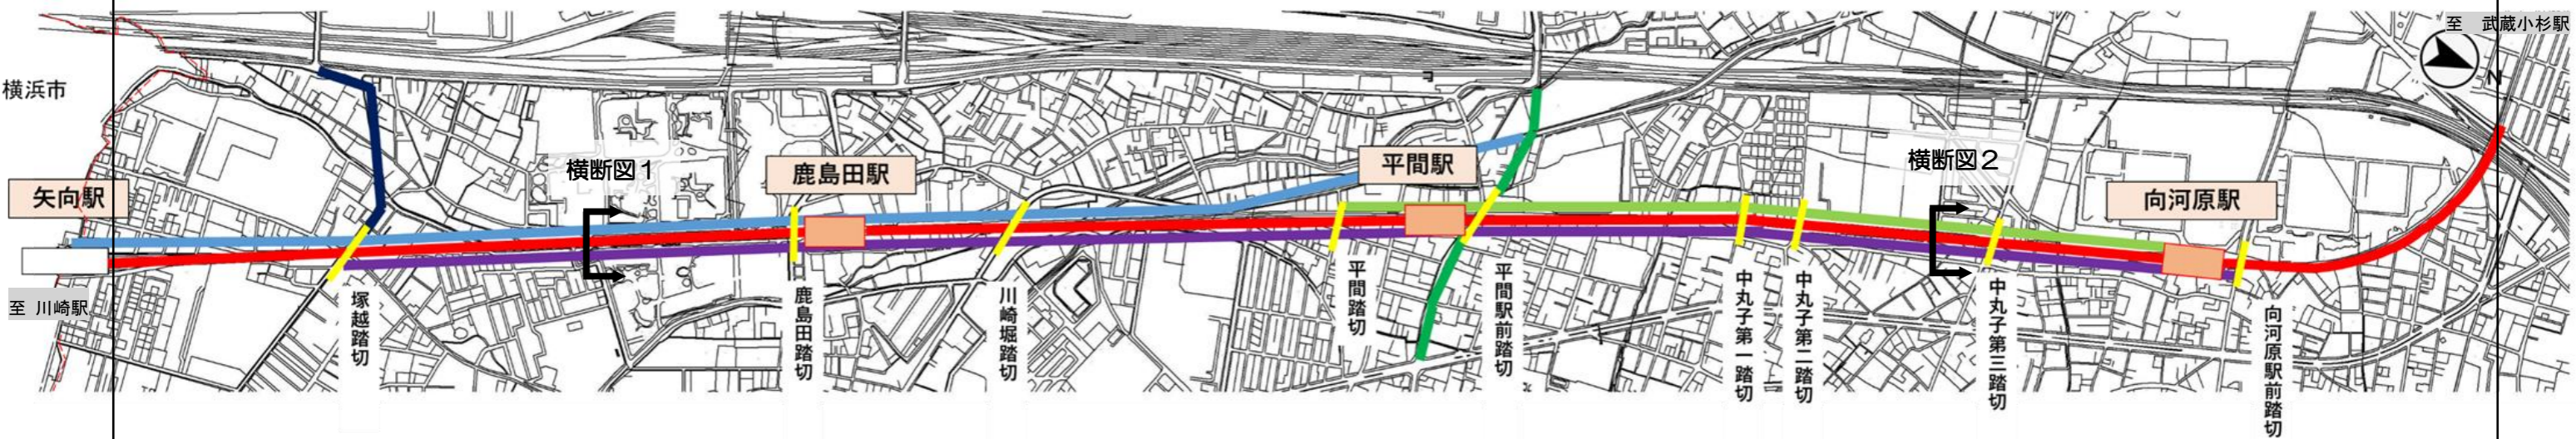 至 武蔵小杉駅
N
横浜市
横断図1
鹿島田駅
平間駅
横断図2
向河原駅
矢向駅
至 川崎駅
塚越踏切
鹿島田踏切
川崎堀踏切
平間踏切
平間駅前踏切
中丸子第一踏切
中丸子第二踏切
中丸子第三踏切
向河原駅前踏切